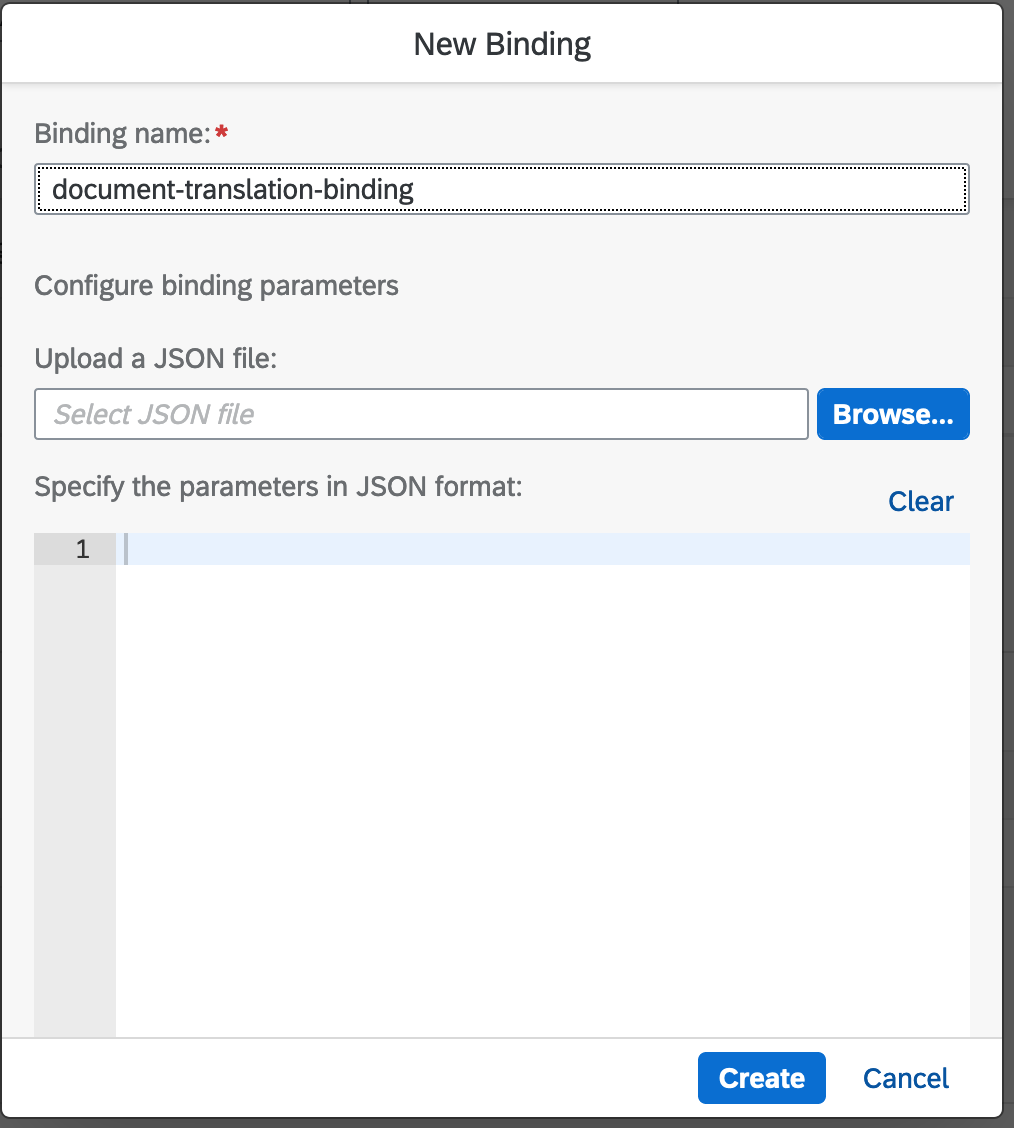 New Binding
Binding name:*
document-translation-binding
Configure binding parameters
Upload a JSON file:
Select JSON file
Browse...
Specify the parameters in JSON format:
Clear
1
Create
Cancel